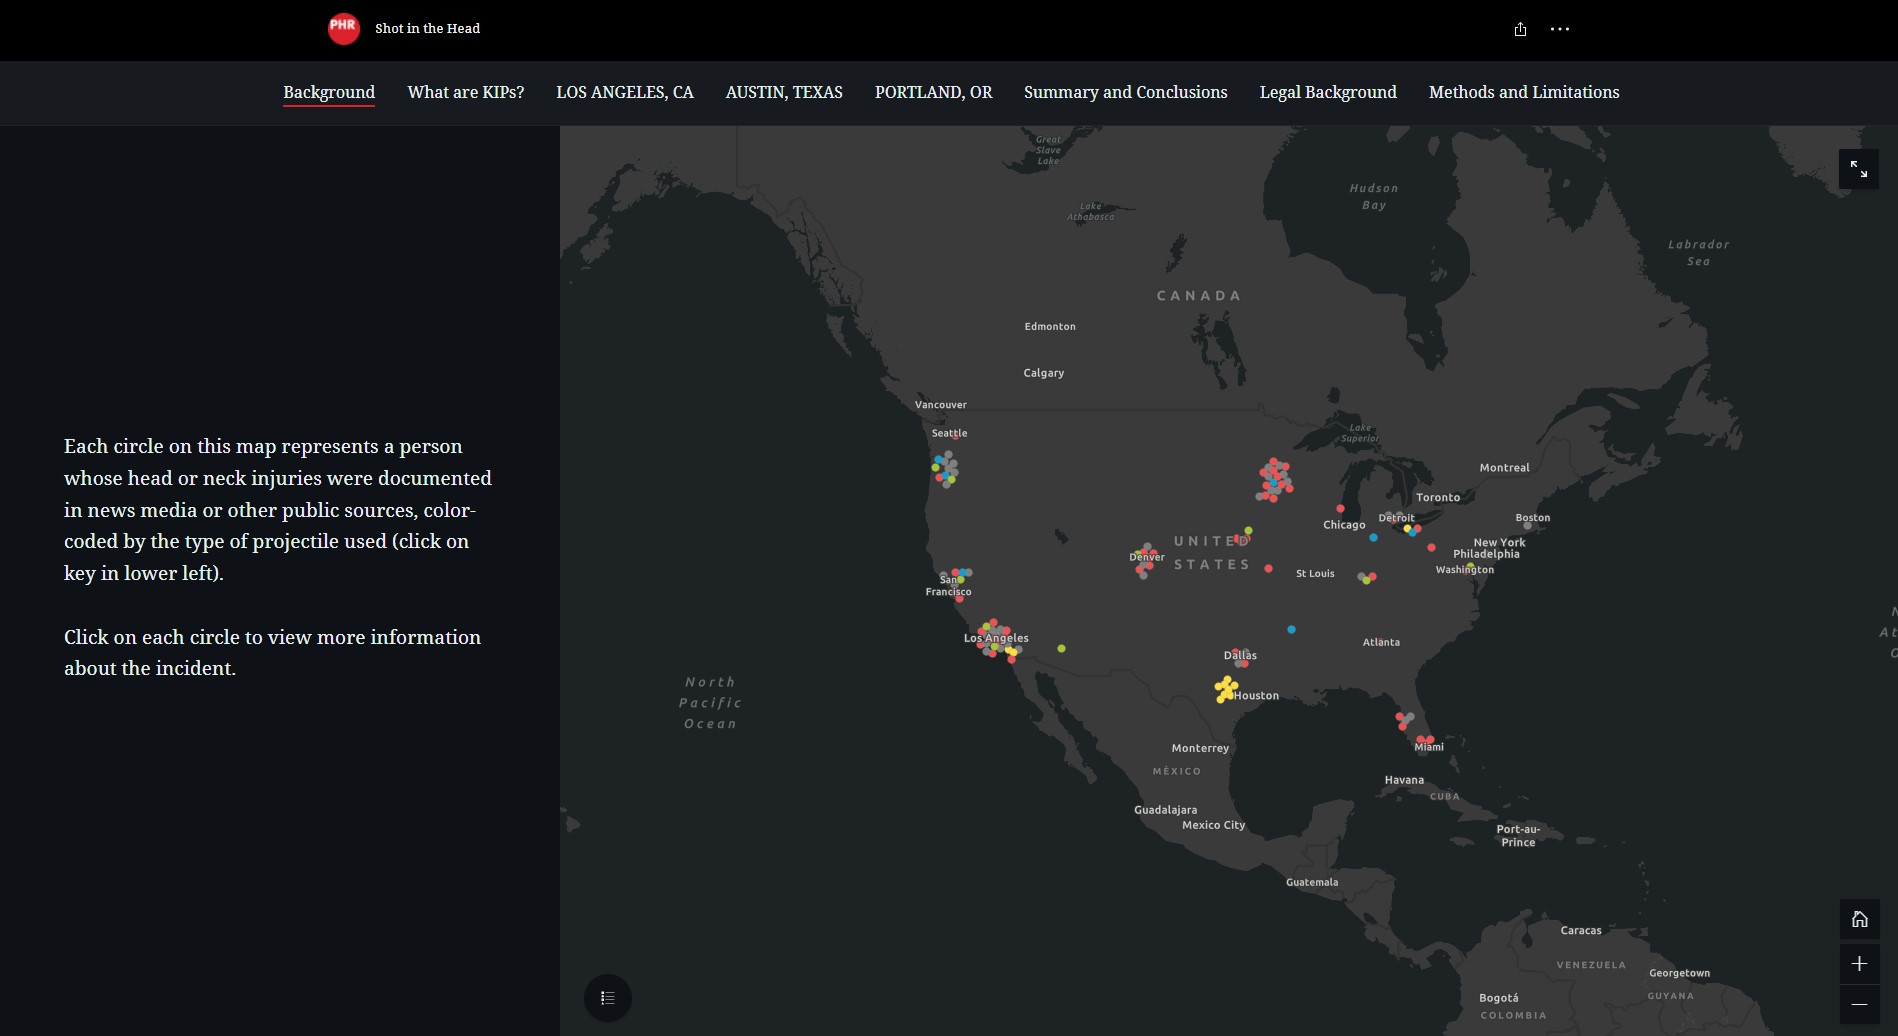 PHR
Shot in the Head
Background
What are KIPs?
LOS ANGELES, CA
AUSTIN, TEXAS
PORTLAND, OR
Summary and Conclusions
Legal Background
Methods and Limitations
Each circle on this map represents a person
whose head or neck injuries were documented
in news media or other public sources, color-
coded by the type of projectile used (click on
key in lower left).
Click on each circle to view more information
about the incident.
Great
Slave
Lake
Lake
Athabasca
Hudson
Bay
Labrador
Sea
CANADA
Edmonton
Calgary
Vancouver
Seattle
Lake
Superior
Montreal
Toronto
Detroit
Chicago
Boston
New York
Philadelphia
Washington
UNITED
STATES
Denver
St Louis
San
Francisco
Los Angeles
Atlanta
Dallas
Houston
North
Pacific
Ocean
N
At
O
Monterrey
MÉXICO
Miami
Havana
CUBA
Guadalajara
Mexico City
Port-au-
Prince
Guatemala
Caracas
VENEZUELA
Georgetown
GUYANA
Bogotá
COLOMBIA